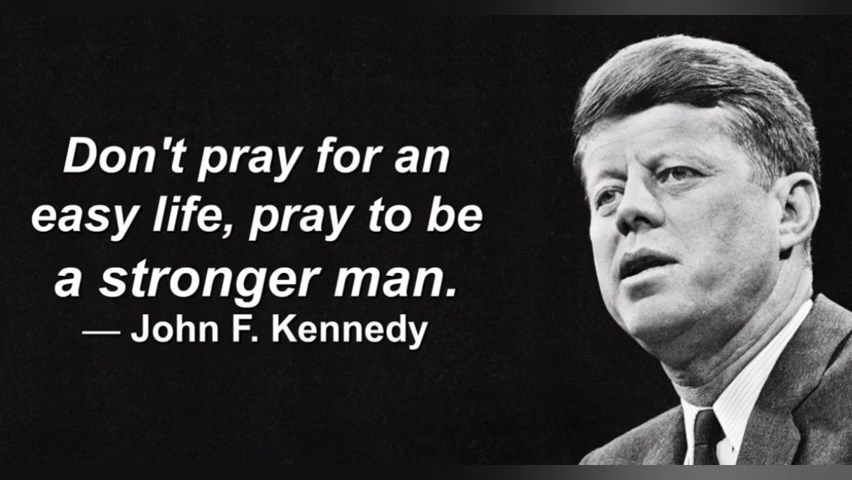 Don't pray for an
easy life, pray to be
a stronger man.
— John F. Kennedy